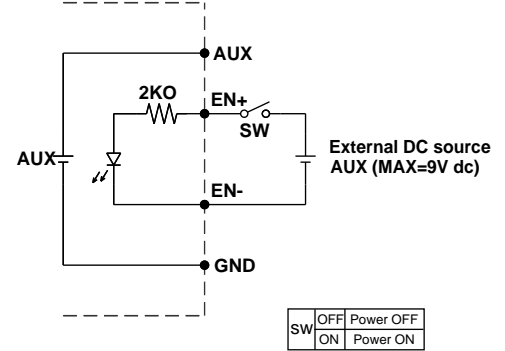 AUX
2KO
EN+
SW
External DC source
AUX
AUX (MAX=9V dc)
EN-
GND
SW
OFF Power OFF
ON Power ON